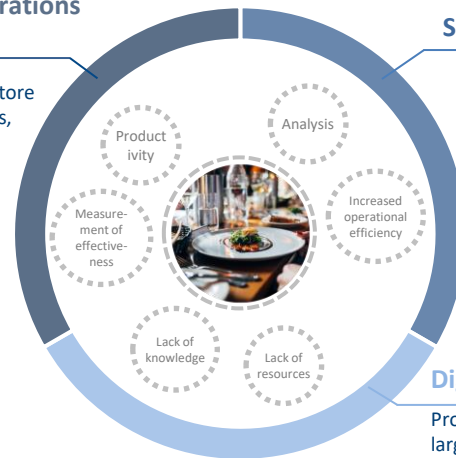 rations
S
tore
s,
Product
ivity
Analysis
Measure-
ment of
effective-
ness
Increased
operational
efficiency
Lack of
knowledge
Lack of
resources
Di
Pro
larg